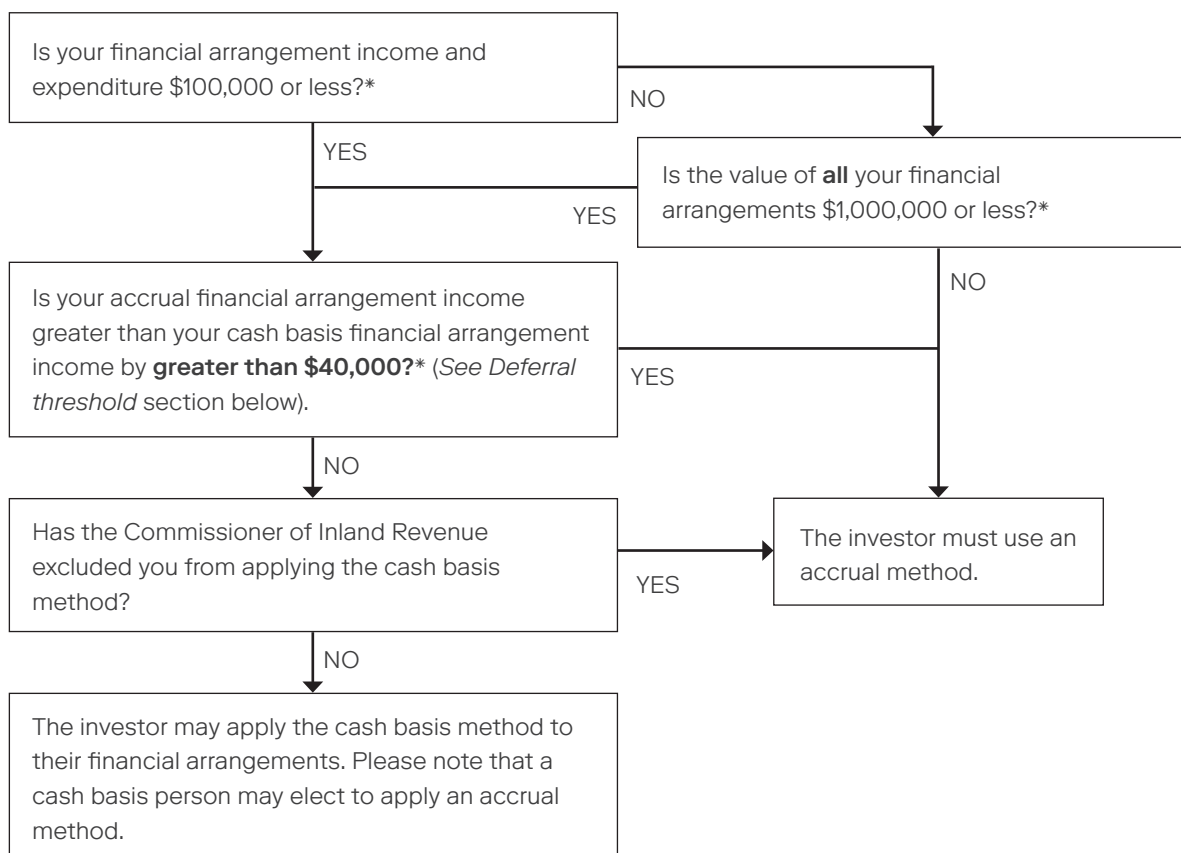 Is your financial arrangement income and
expenditure $100,000 or less?*
NO
YES
Is the value of all your financial
arrangements $1,000,000 or less?*
YES
NO
Is your accrual financial arrangement income
greater than your cash basis financial arrangement
income by greater than $40,000?* (See Deferral
threshold section below).
YES
NO
Has the Commissioner of Inland Revenue
excluded you from applying the cash basis
method?
YES
The investor must use an
accrual method.
NO
The investor may apply the cash basis method to
their financial arrangements. Please note that a
cash basis person may elect to apply an accrual
method.